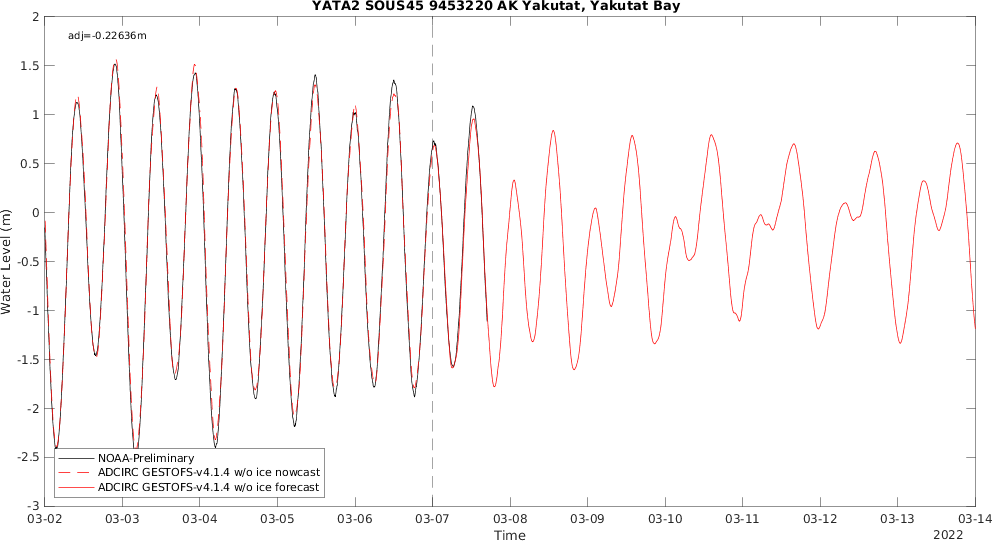 YATA2 SOUS45 9453220 AK Yakutat, Yakutat Bay
adj=-0.22636m
2
1.5
1
0.5
0
-0.5
-1
-1.5
-2
-2.5
-3
Water Level (m)
NOAA-Preliminary
ADCIRC GESTOFS-v4.1.4 w/o ice nowcast
ADCIRC GESTOFS-v4.1.4 w/o ice forecast
03-02 03-03 03-04 03-05 03-06 03-07 03-08 03-09 03-10 03-11 03-12 03-13 03-14
Time
2022